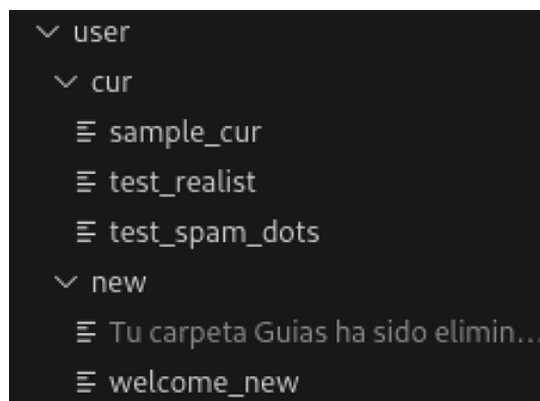 user
cur
sample_cur
test_realist
test_spam_dots
new
Tu carpeta Guias ha sido elimin...
welcome_new